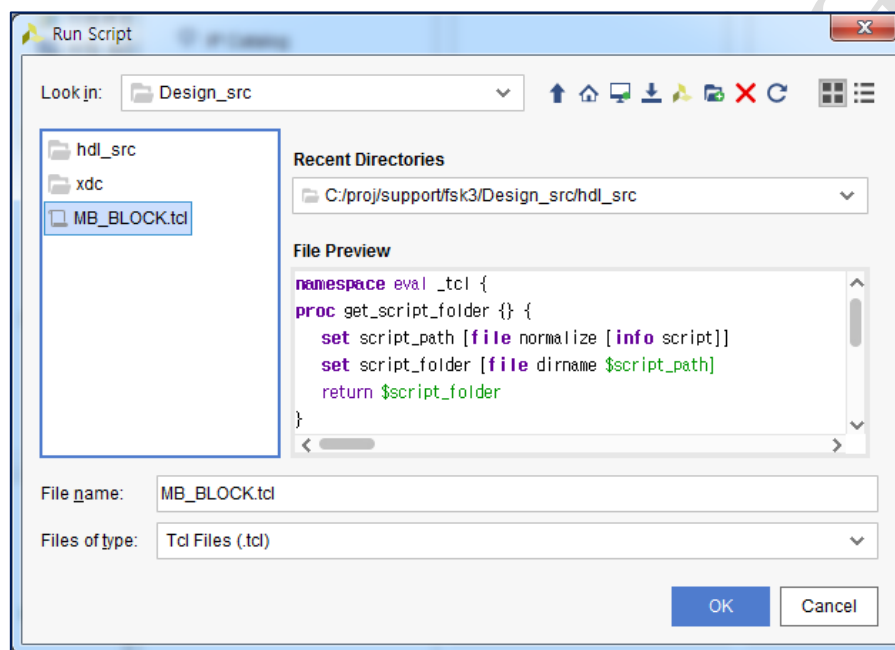 Run Script
IP Catalog
Look in: Design_src
hdl_src
xdc
MB_BLOCK.tcl
Recent Directories
C:/proj/support/fsk3/Design_src/hdl_src
File Preview
namespace eval _tcl {
proc get_script_folder {} {
set script_path [file normalize [info script]]
set script_folder [file dirname $script_path]
return $script_folder
}
File name: MB_BLOCK.tcl
Files of type: Tcl Files (.tcl)
OK Cancel